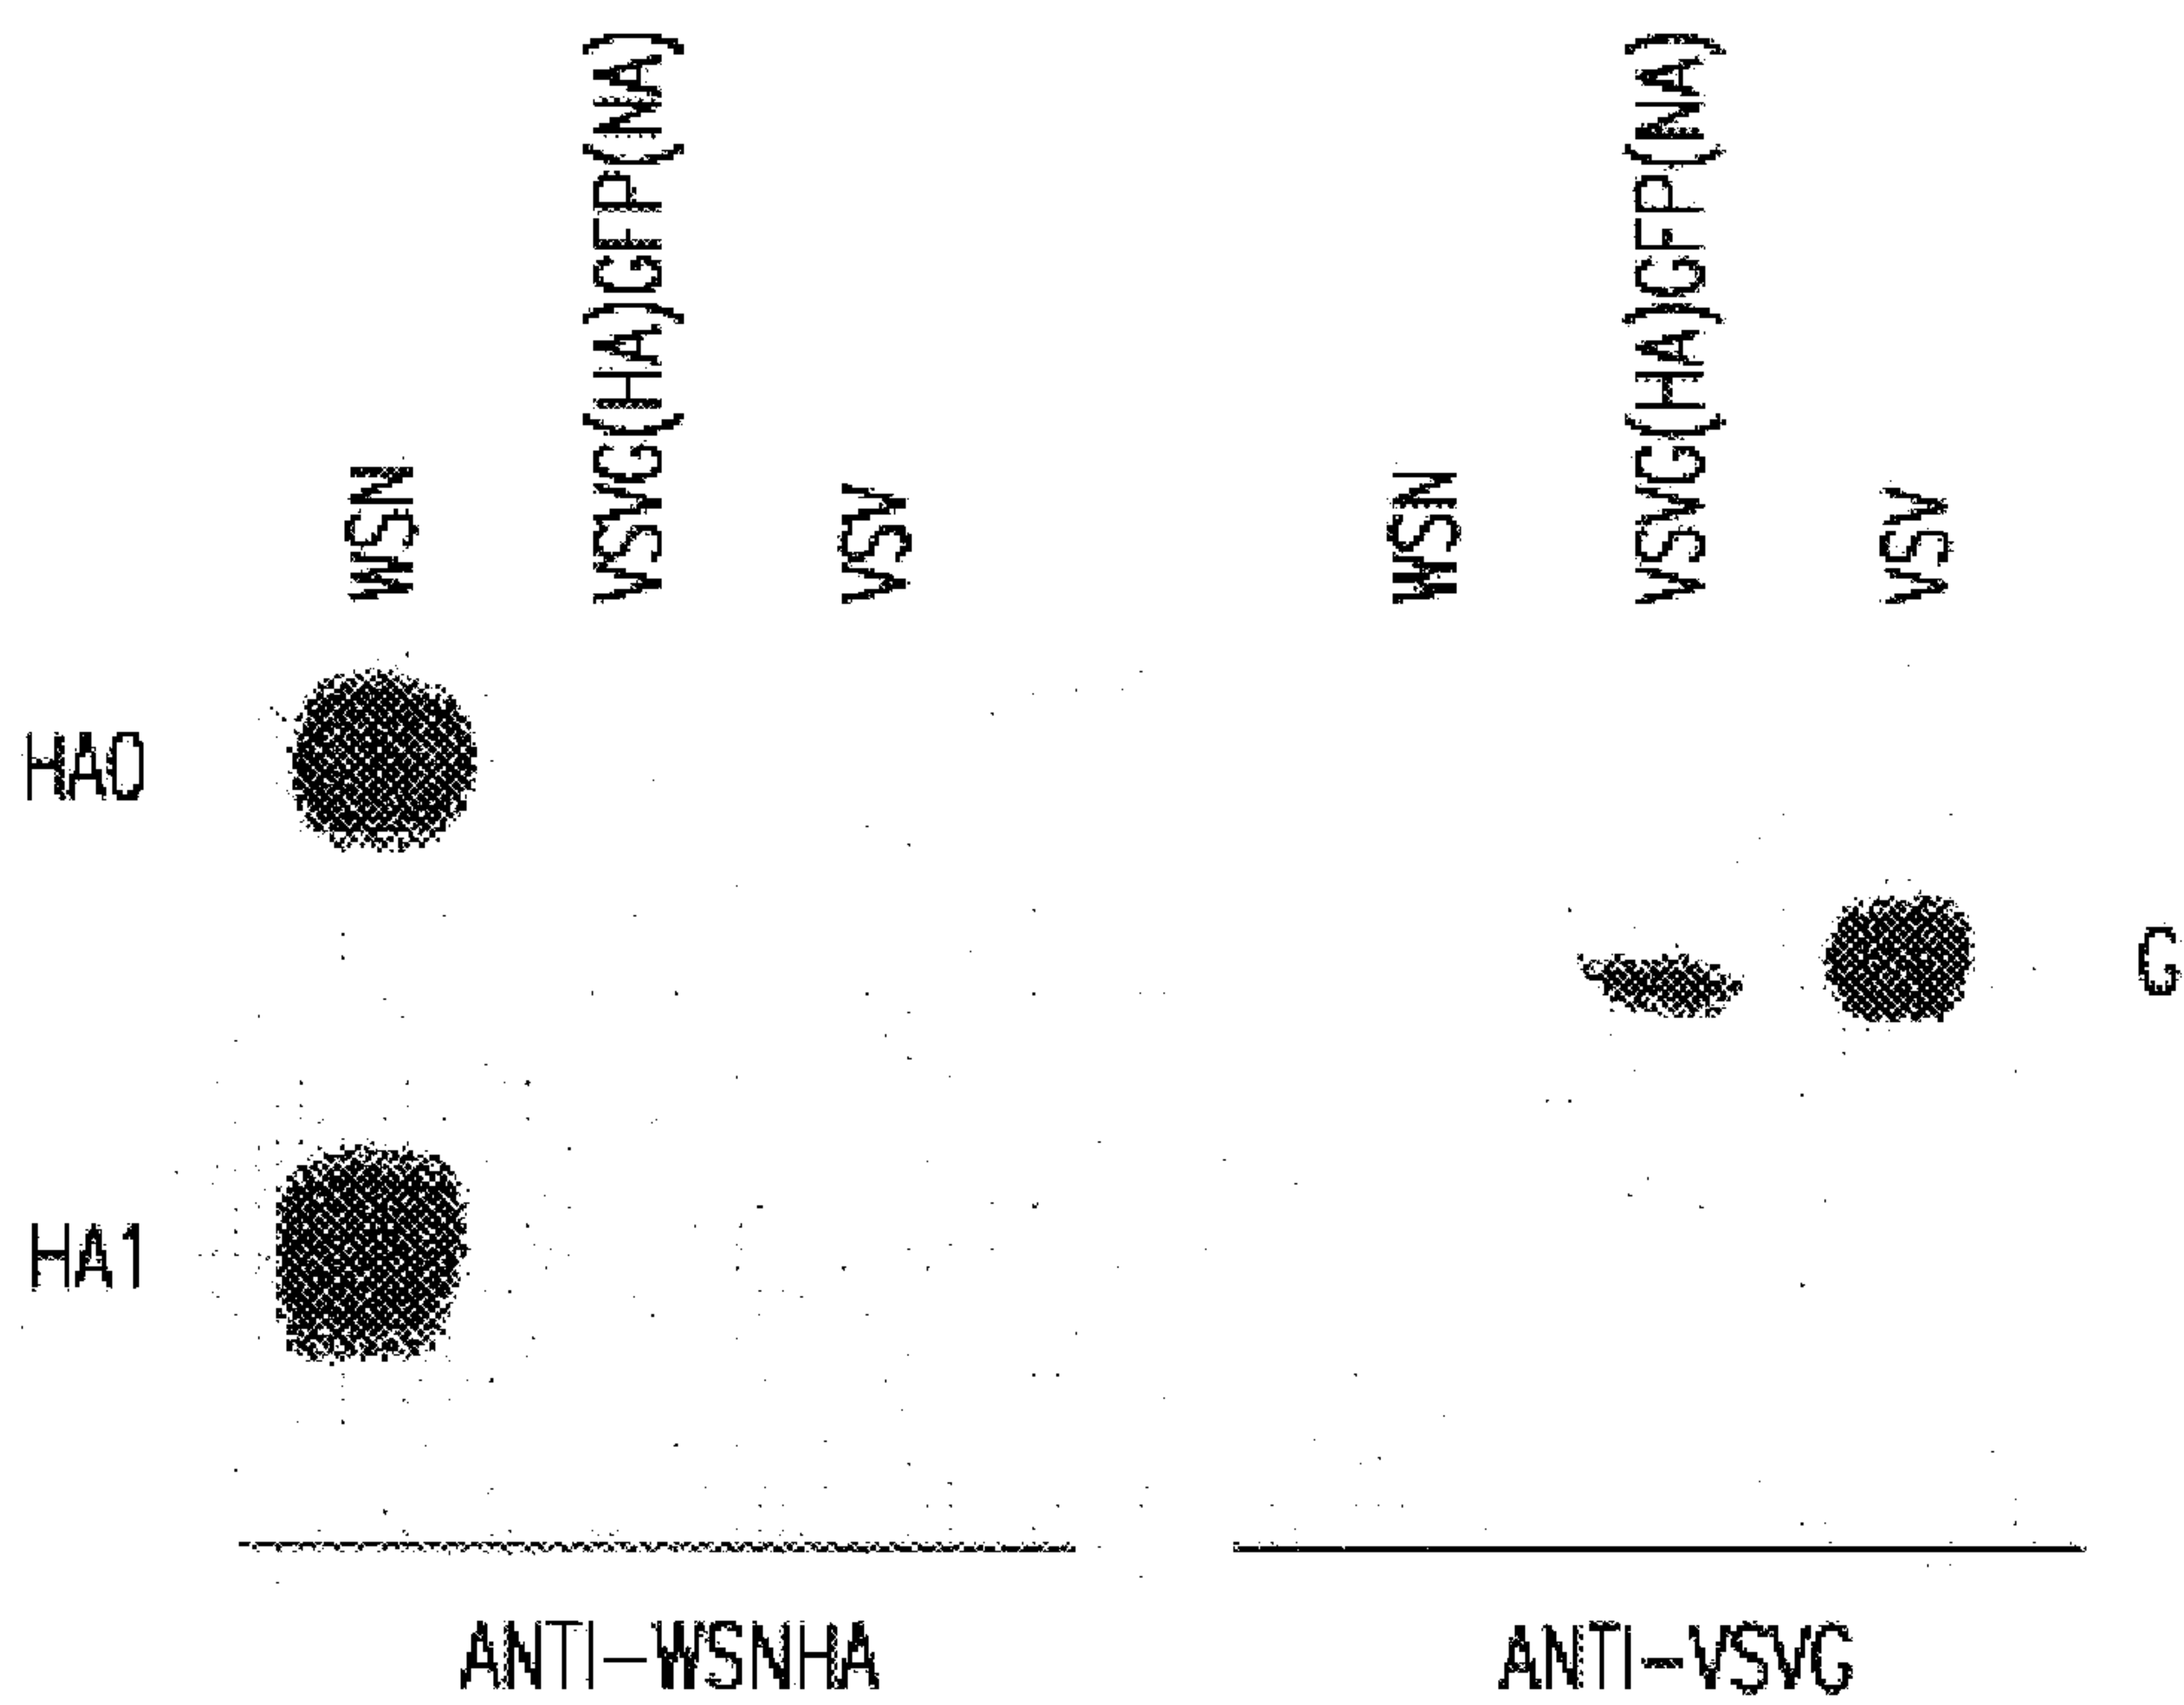 WSN
VSVG(HA)GFP(NA)
VSV
WSN
VSVG(HA)GFP(NA)
VSV
HA0
G
HA1
ANTI-WSNHA
ANTI-VSVG